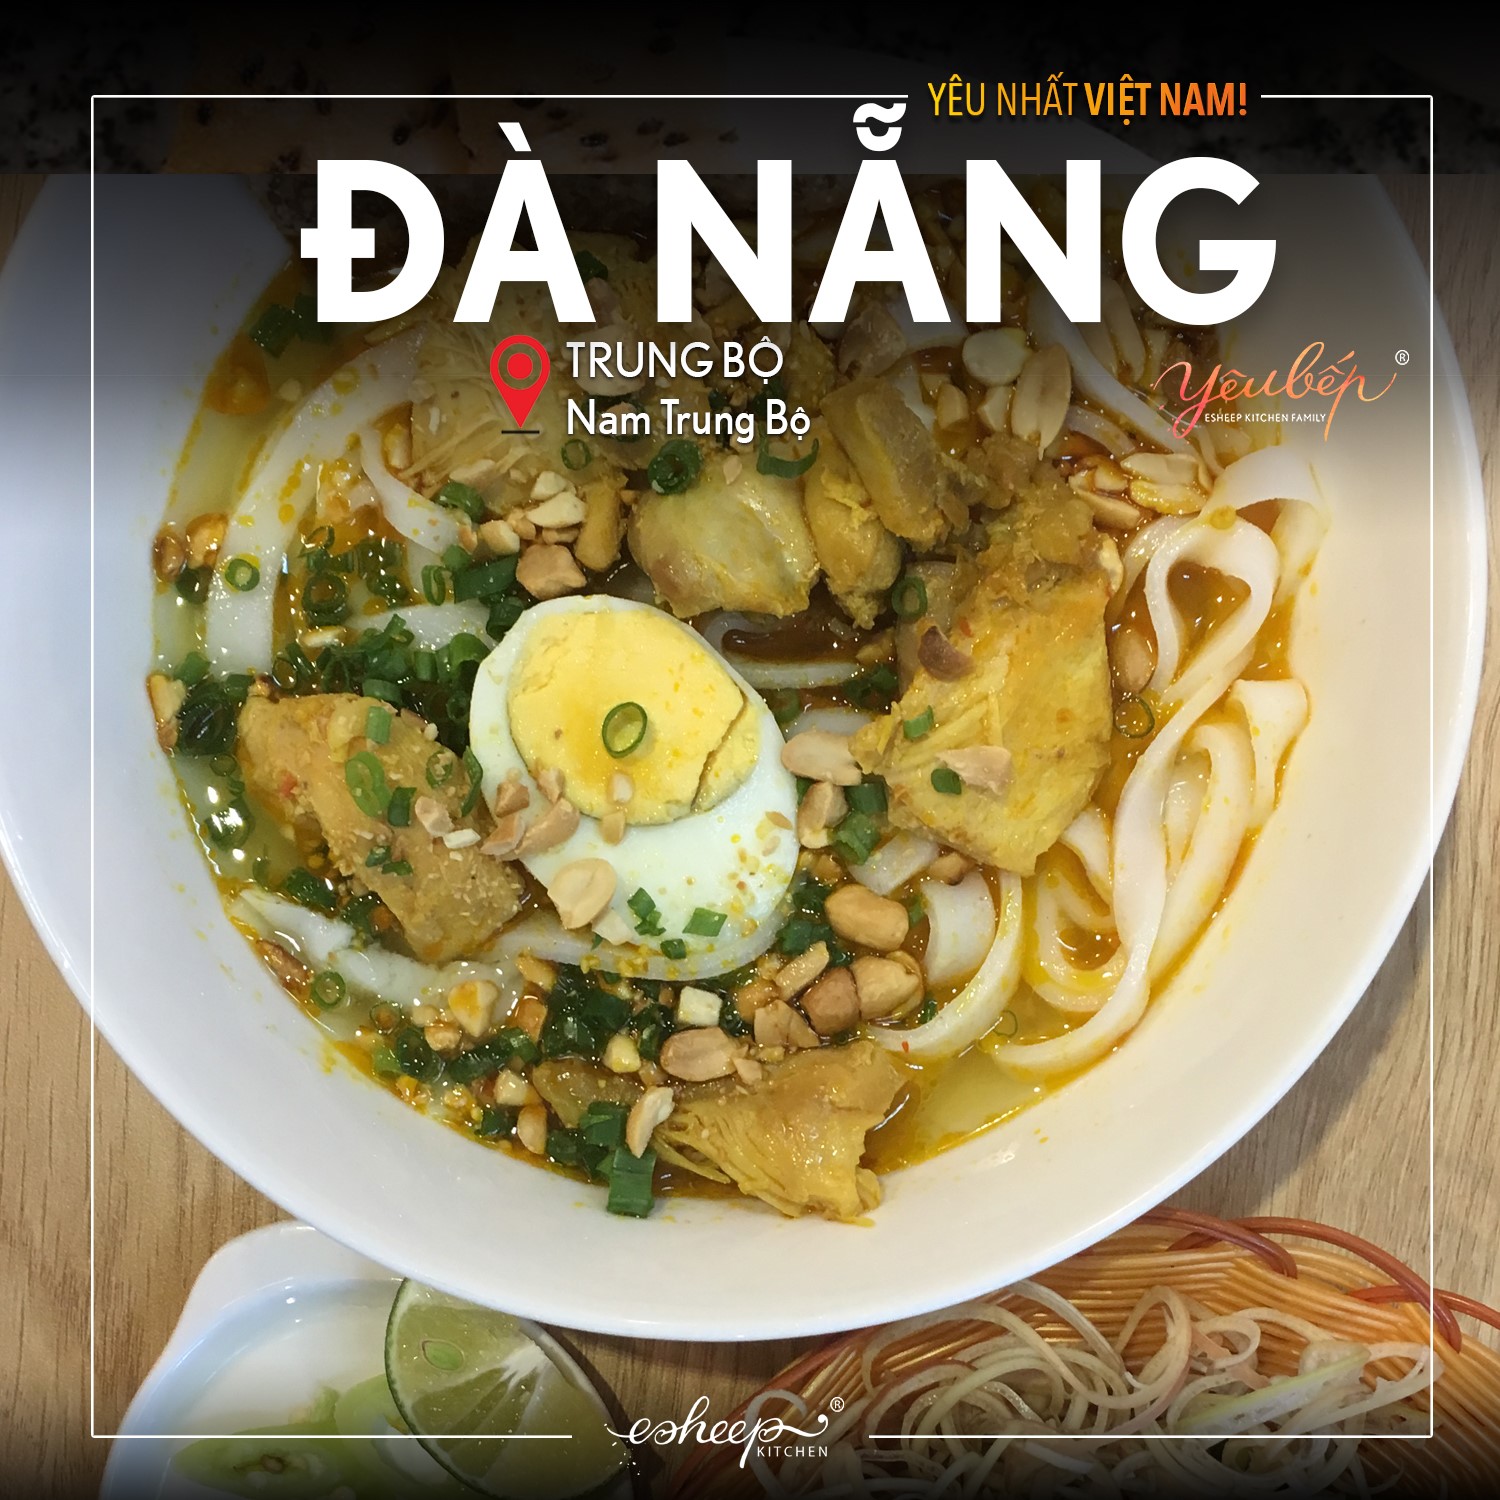 YÊU NHẤT VIỆT NAM!
ĐÀ NẴNG
TRUNG BỘ
Nam Trung Bộ
yêubếp ®
ESHEEP KITCHEN FAMILY
esheep ®
KITCHEN